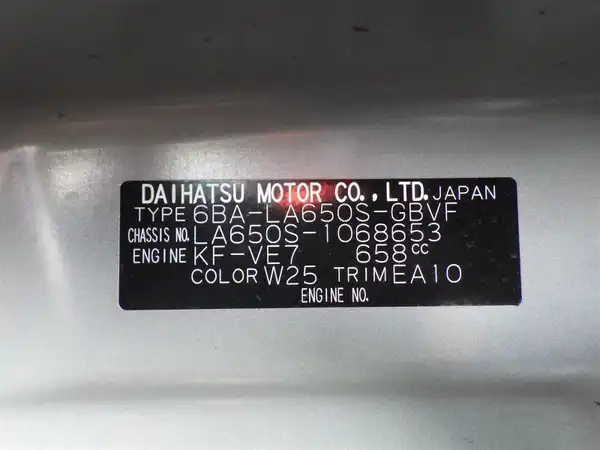 DAIHATSU MOTOR CO., LTD. JAPAN
TYPE 6BA-LA650S-GBVF
CHASSIS NO. LA650S-1068653
ENGINE KF-VE7 658cc
COLOR W25 TRIM EA10
ENGINE NO.